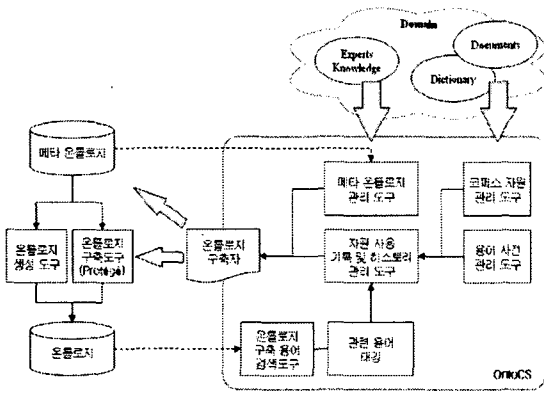 Domain
Documents
Experts
Knowledge
Dictionary
메타 온톨로지
메타 온톨로지
관리 도구
코퍼스 자원
관리 도구
온톨로지
생성 도구
온톨로지
구축도구
(Protégé)
온톨로지
구축자
자원 사용
기록 및 히스토리
관리 도구
용어 사전
관리 도구
온톨로지
온톨로지
구축 용어
검색도구
관련 용어
태깅
OntoCS